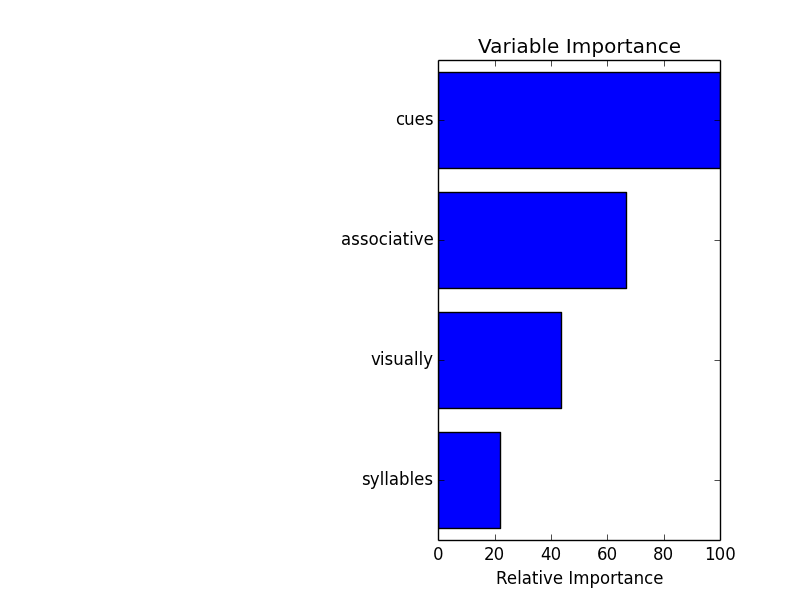 Variable Importance
cues
associative
visually
syllables
0 20 40 60 80 100
Relative Importance